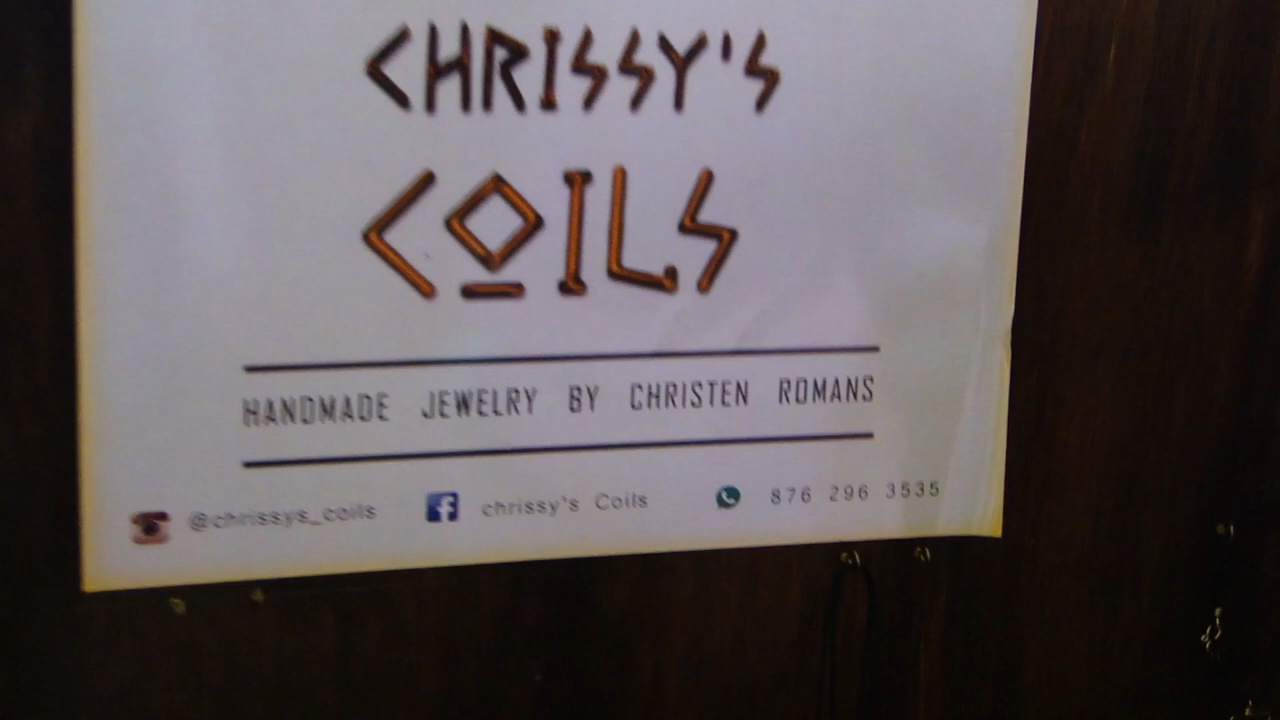 CHRISSY'S
COILS
HANDMADE JEWELRY BY CHRISTEN ROMANS
@chrissys_coils chrissy's Coils 876 296 3535